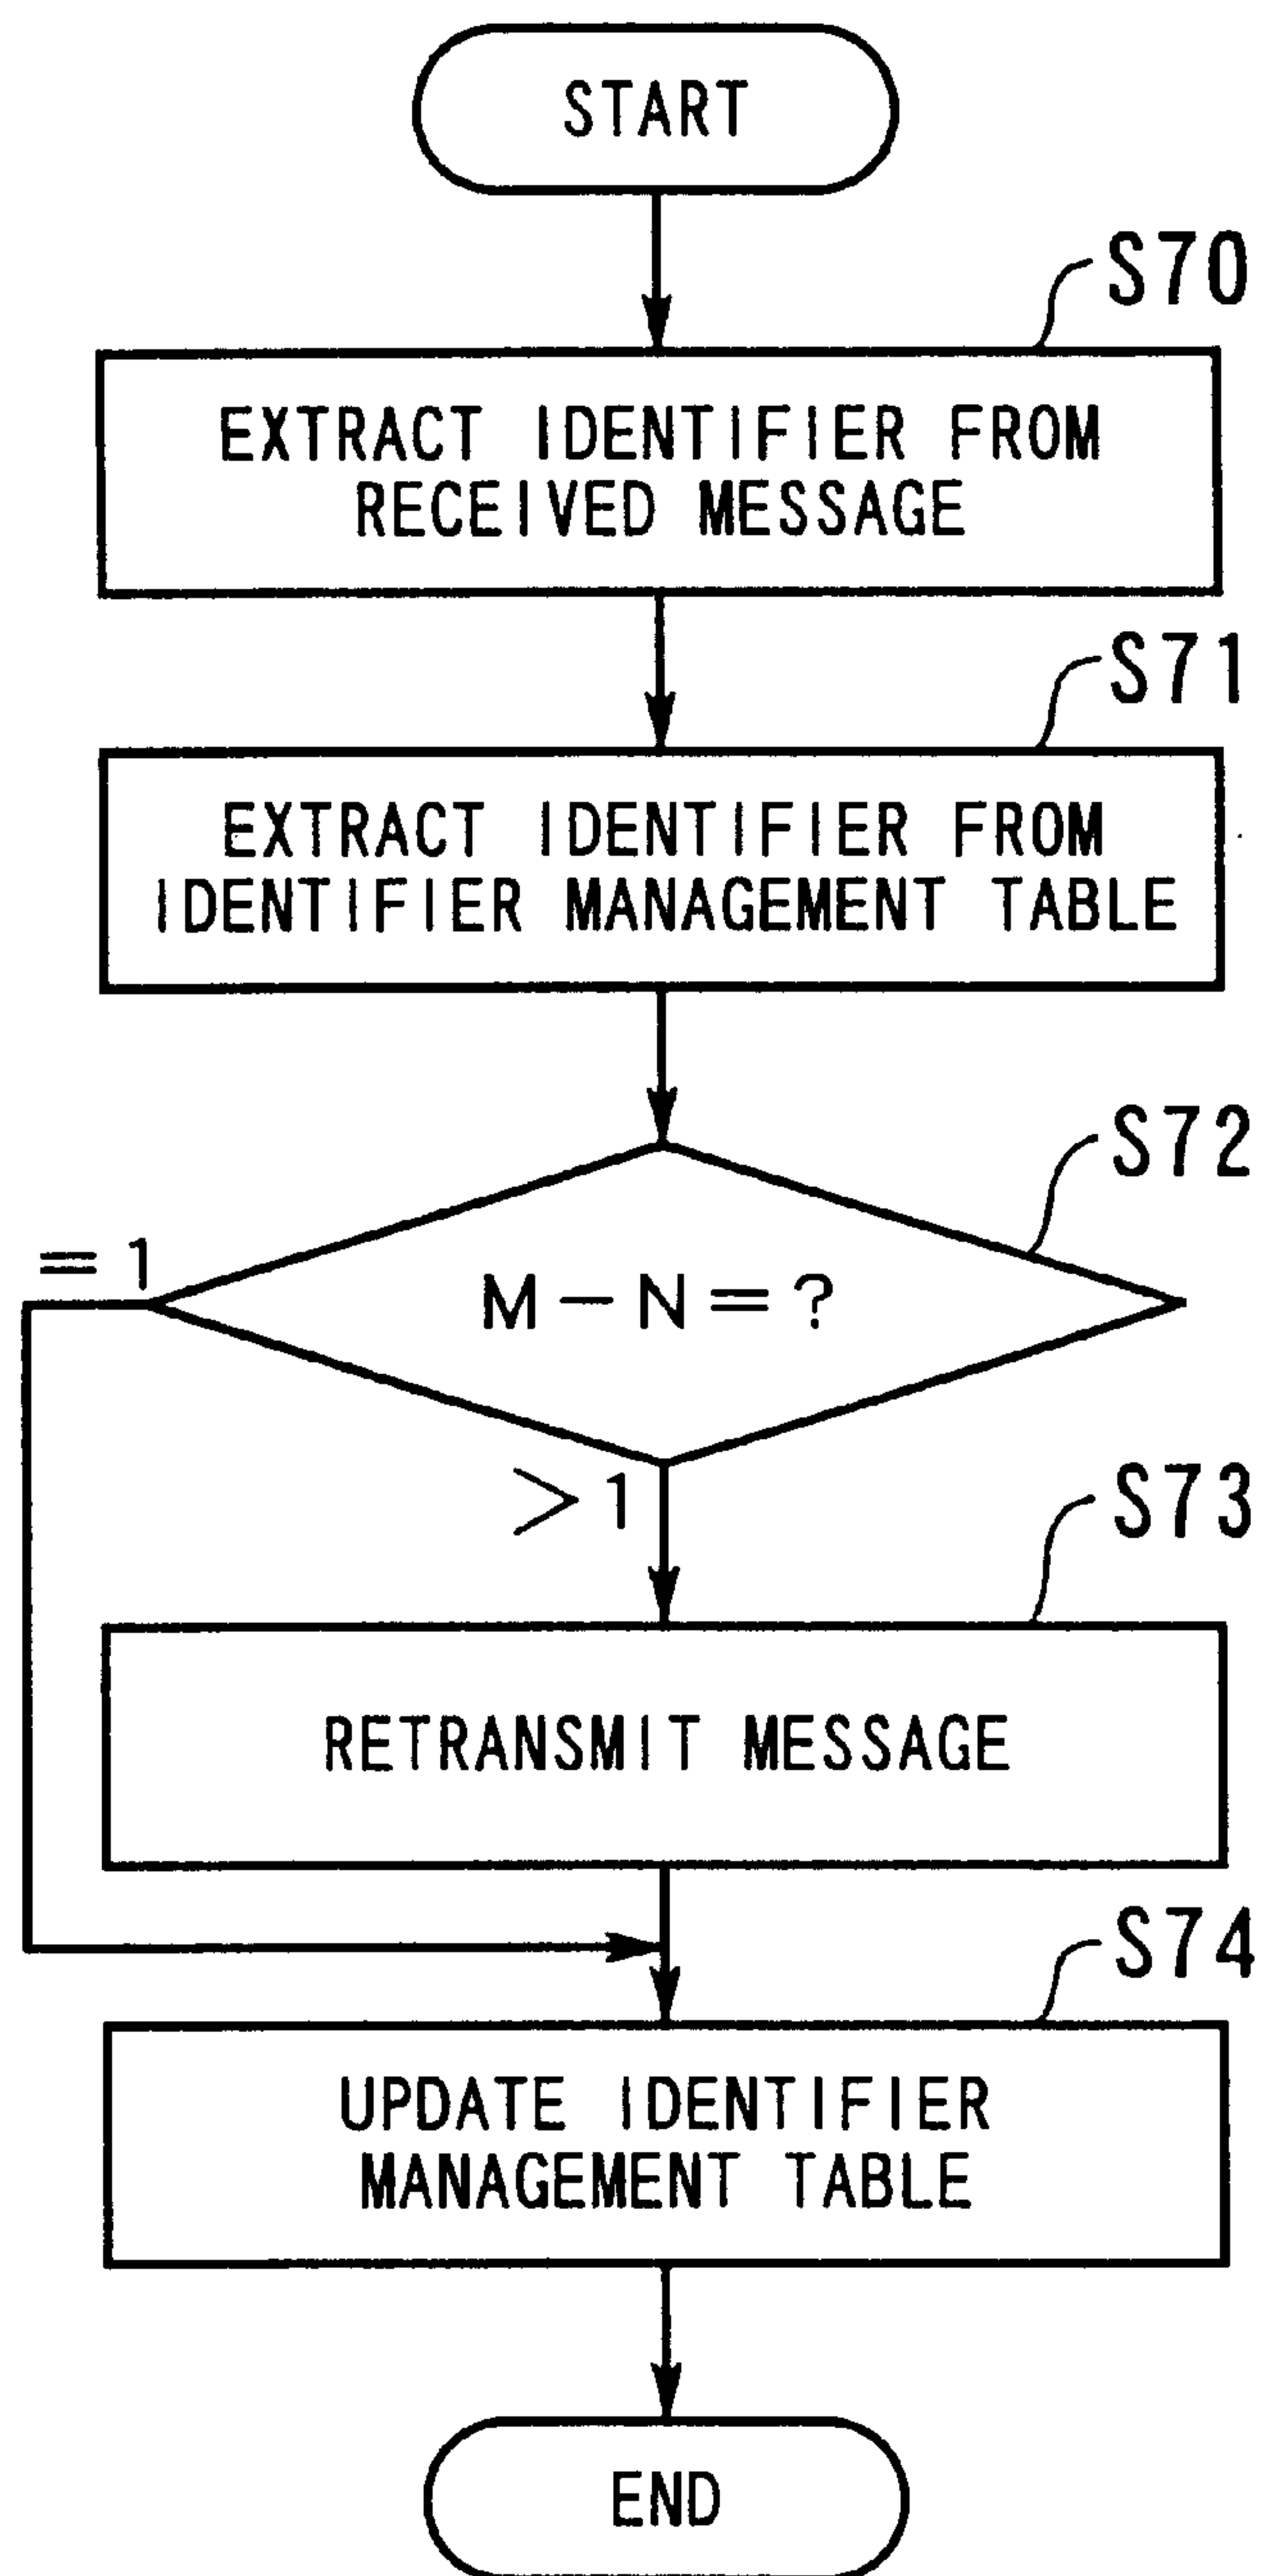 START
S70
EXTRACT IDENTIFIER FROM
RECEIVED MESSAGE
S71
EXTRACT IDENTIFIER FROM
IDENTIFIER MANAGEMENT TABLE
S72
=1
M-N=?
>1
S73
RETRANSMIT MESSAGE
S74
UPDATE IDENTIFIER
MANAGEMENT TABLE
END